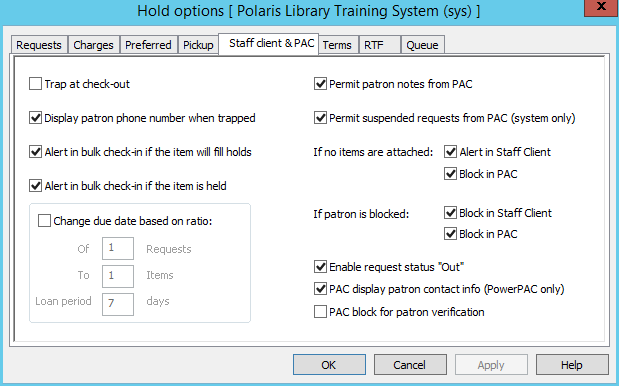 Hold options [ Polaris Library Training System (sys) ]
X
Requests Charges Preferred Pickup Staff client & PAC Terms RTF Queue
Trap at check-out
Display patron phone number when trapped
Alert in bulk check-in if the item will fill holds
Alert in bulk check-in if the item is held
Change due date based on ratio:
Of 1 Requests
To 1 Items
Loan period 7 days
Permit patron notes from PAC
Permit suspended requests from PAC (system only)
If no items are attached: Alert in Staff Client
Block in PAC
If patron is blocked: Block in Staff Client
Block in PAC
Enable request status "Out"
PAC display patron contact info (PowerPAC only)
PAC block for patron verification
OK Cancel Apply Help